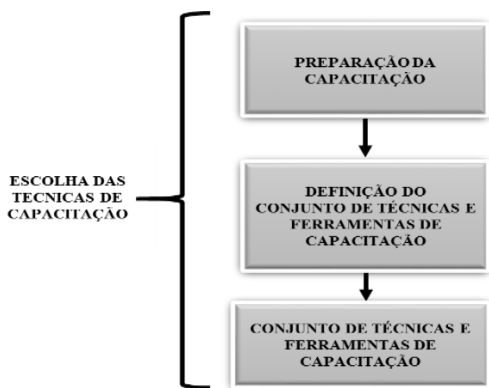 ESCOLHA DAS
TECNICAS DE
CAPACITAÇÃO
PREPARAÇÃO DA
CAPACITAÇÃO
DEFINIÇÃO DO
CONJUNTO DE TÉCNICAS E
FERRAMENTAS DE
CAPACITAÇÃO
CONJUNTO DE TÉCNICAS E
FERRAMENTAS DE
CAPACITAÇÃO